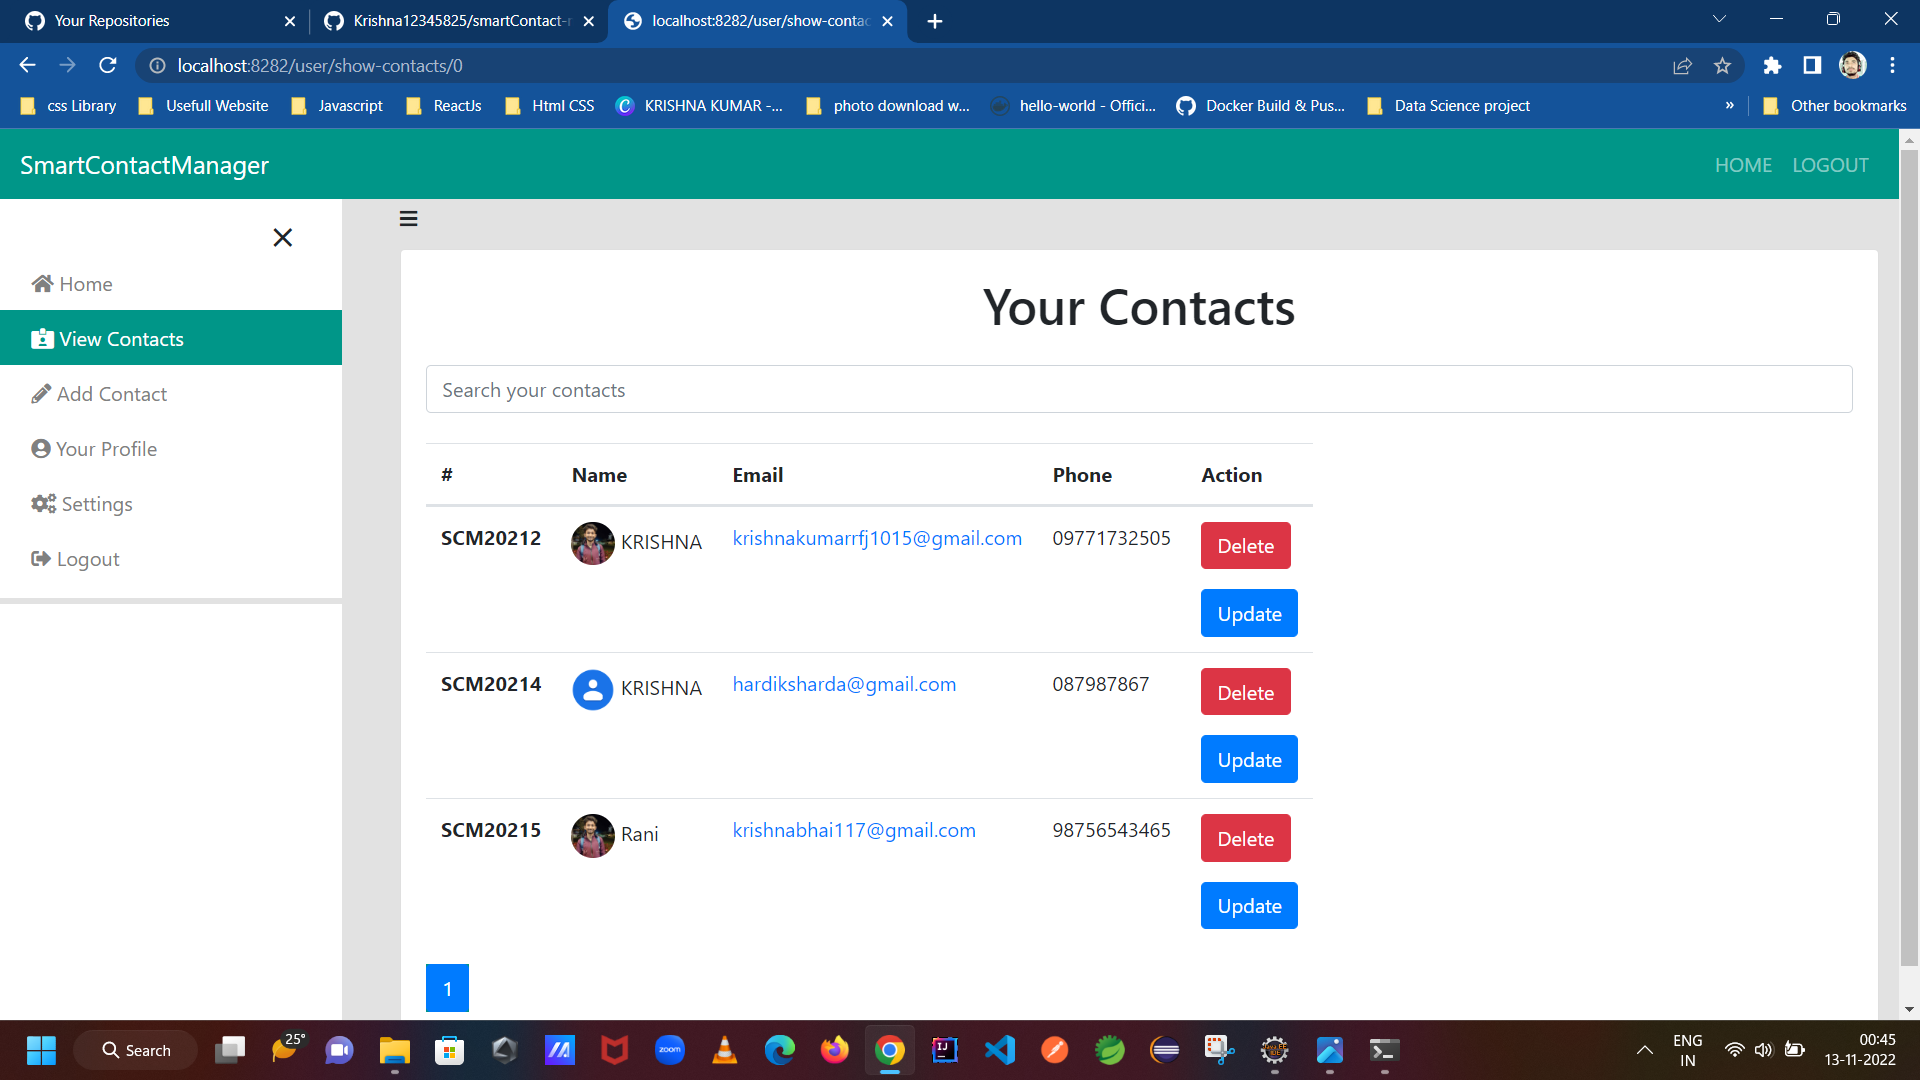 Your Repositories
Krishna12345825/smartContact-
localhost:8282/user/show-contac
localhost:8282/user/show-contacts/0
css Library
Usefull Website
Javascript
ReactJs
Html CSS
KRISHNA KUMAR -...
photo download w...
hello-world - Offici...
Docker Build & Pus...
Data Science project
»
Other bookmarks
SmartContactManager
HOME
LOGOUT
Home
View Contacts
Add Contact
Your Profile
Settings
Logout
Your Contacts
Search your contacts
# Name Email Phone Action
SCM20212 KRISHNA krishnakumarrfj1015@gmail.com 09771732505 Delete
Update
SCM20214 KRISHNA hardiksharda@gmail.com 087987867 Delete
Update
SCM20215 Rani krishnabhai117@gmail.com 98756543465 Delete
Update
1
Search
25°
zoom
ENG
IN
00:45
13-11-2022